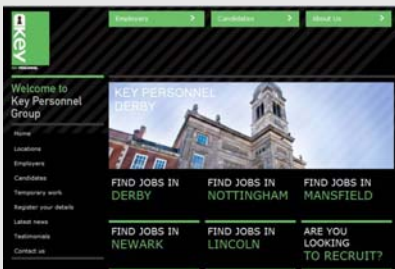 Employers >
Candidates >
About Us >
key
Welcome to
Key Personnel
Group
Home
Locations
Employers
Candidates
Temporary work
Register your details
Latest news
Testimonials
Contact us
KEY PERSONNEL
DERBY
FIND JOBS IN
DERBY
FIND JOBS IN
NOTTINGHAM
FIND JOBS IN
MANSFIELD
FIND JOBS IN
NEWARK
FIND JOBS IN
LINCOLN
ARE YOU
LOOKING
TO RECRUIT?